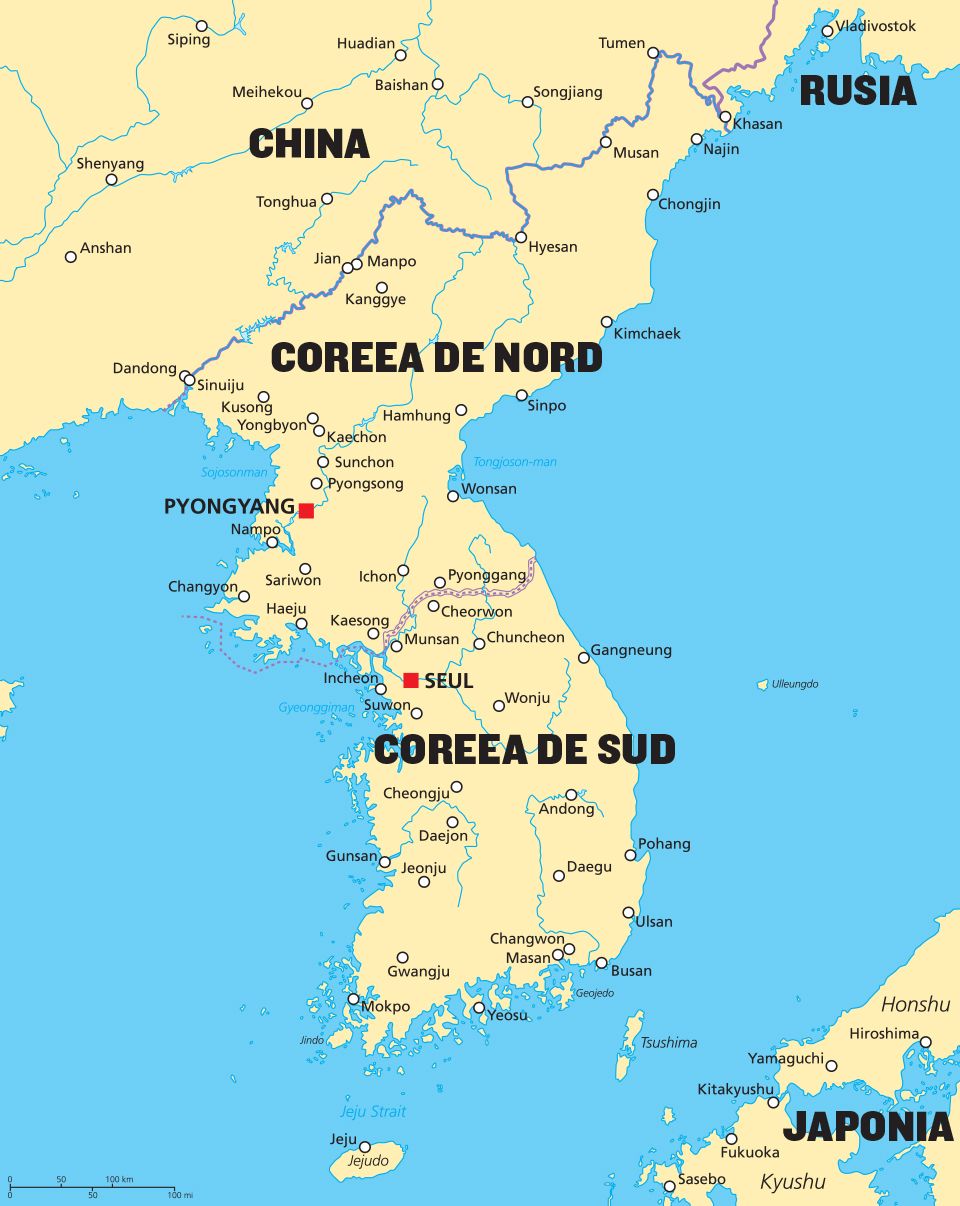 Vladivostok
Siping
Huadian
Tumen
Baishan
RUSIA
Meihekou
Songjiang
Khasan
CHINA
Musan
Najin
Shenyang
Tonghua
Chongjin
Anshan
Hyesan
Jian
Manpo
Kanggye
Kimchaek
COREEA DE NORD
Dandong
Sinuiju
Kusong
Sinpo
Hamhung
Yongbyon
Kaechon
Sunchon
Tongjoson-man
Sojosonman
Pyongsong
Wonsan
PYONGYANG
Nampo
Ichon
Pyonggang
Sariwon
Changyon
Haeju
Cheorwon
Kaesong
Munsan
Chuncheon
Gangneung
Incheon
SEUL
Ulleungdo
Wonju
Gyeonggiman
Suwon
COREEA DE SUD
Cheongju
Andong
Daejon
Pohang
Gunsan
Jeonju
Daegu
Ulsan
Changwon
Masan
Gwangju
Busan
Geojedo
Mokpo
Yeosu
Honshu
Jindo
Tsushima
Hiroshima
Yamaguchi
Kitakyushu
Jeju Strait
JAPONIA
Jeju
Jejudo
Fukuoka
Sasebo
Kyushu
0 50 100 km
0 50 100 mi